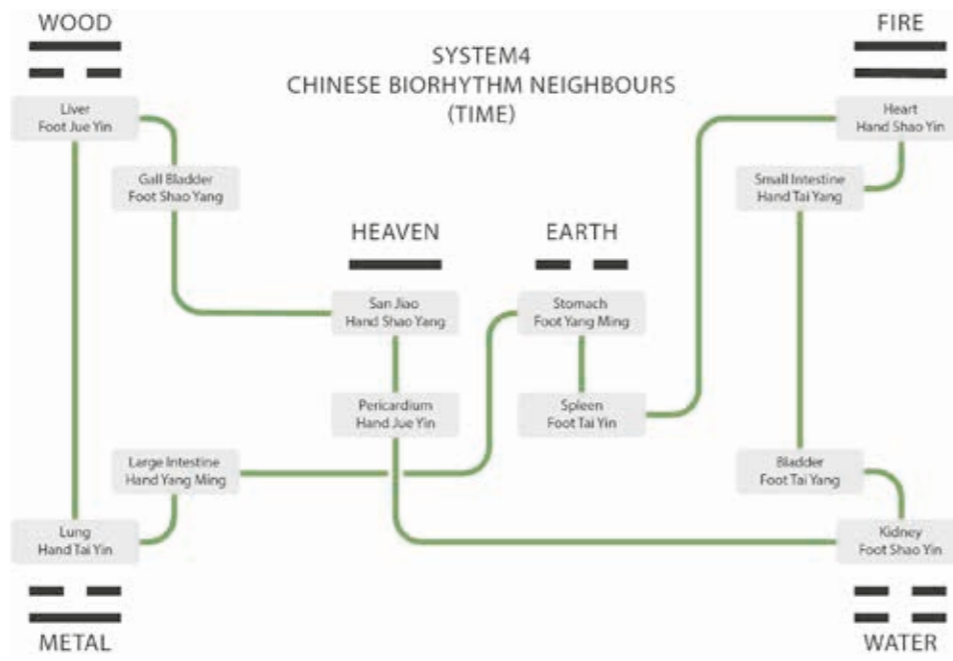 WOOD
FIRE
SYSTEM4
CHINESE BIORHYTHM NEIGHBOURS
(TIME)
Liver
Foot Jue Yin
Heart
Hand Shao Yin
Gall Bladder
Foot Shao Yang
Small Intestine
Hand Tai Yang
HEAVEN
EARTH
San Jiao
Hand Shao Yang
Stomach
Foot Yang Ming
Pericardium
Hand Jue Yin
Spleen
Foot Tai Yin
Large Intestine
Hand Yang Ming
Bladder
Foot Tai Yang
Lung
Hand Tai Yin
Kidney
Foot Shao Yin
METAL
WATER